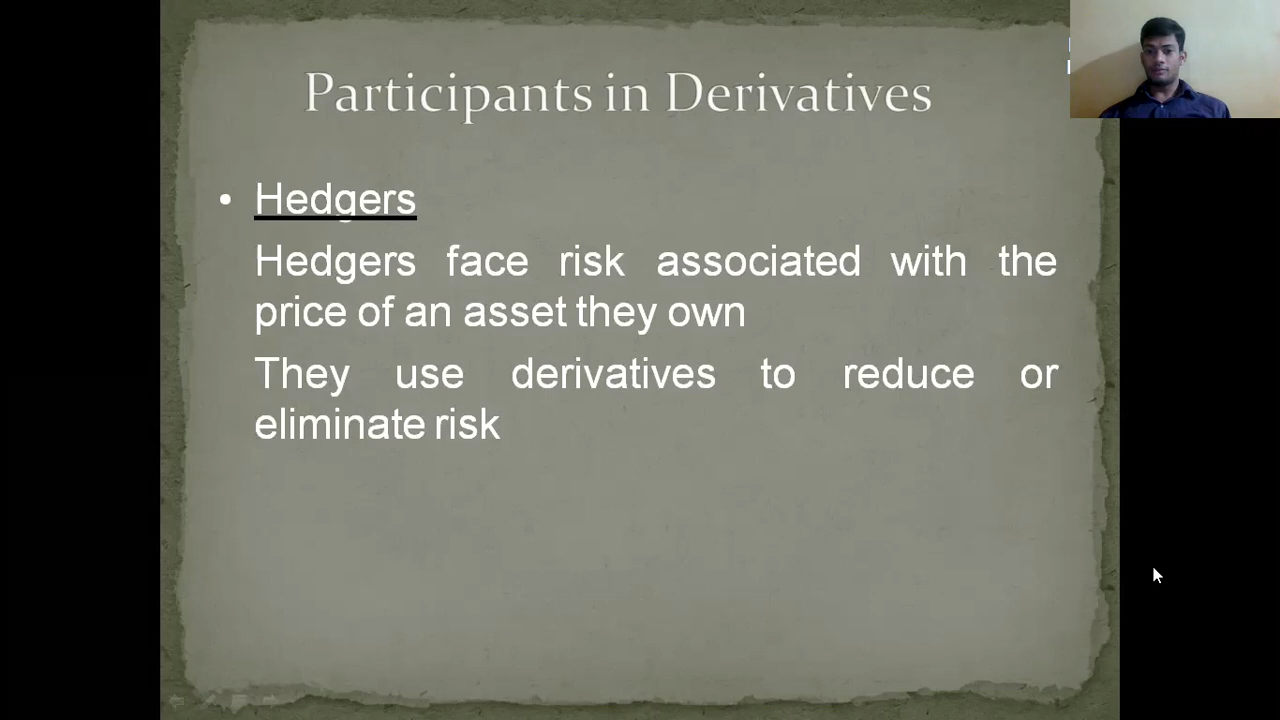 Participants in Derivatives
• Hedgers
Hedgers face risk associated with the
price of an asset they own
They use derivatives to reduce or
eliminate risk